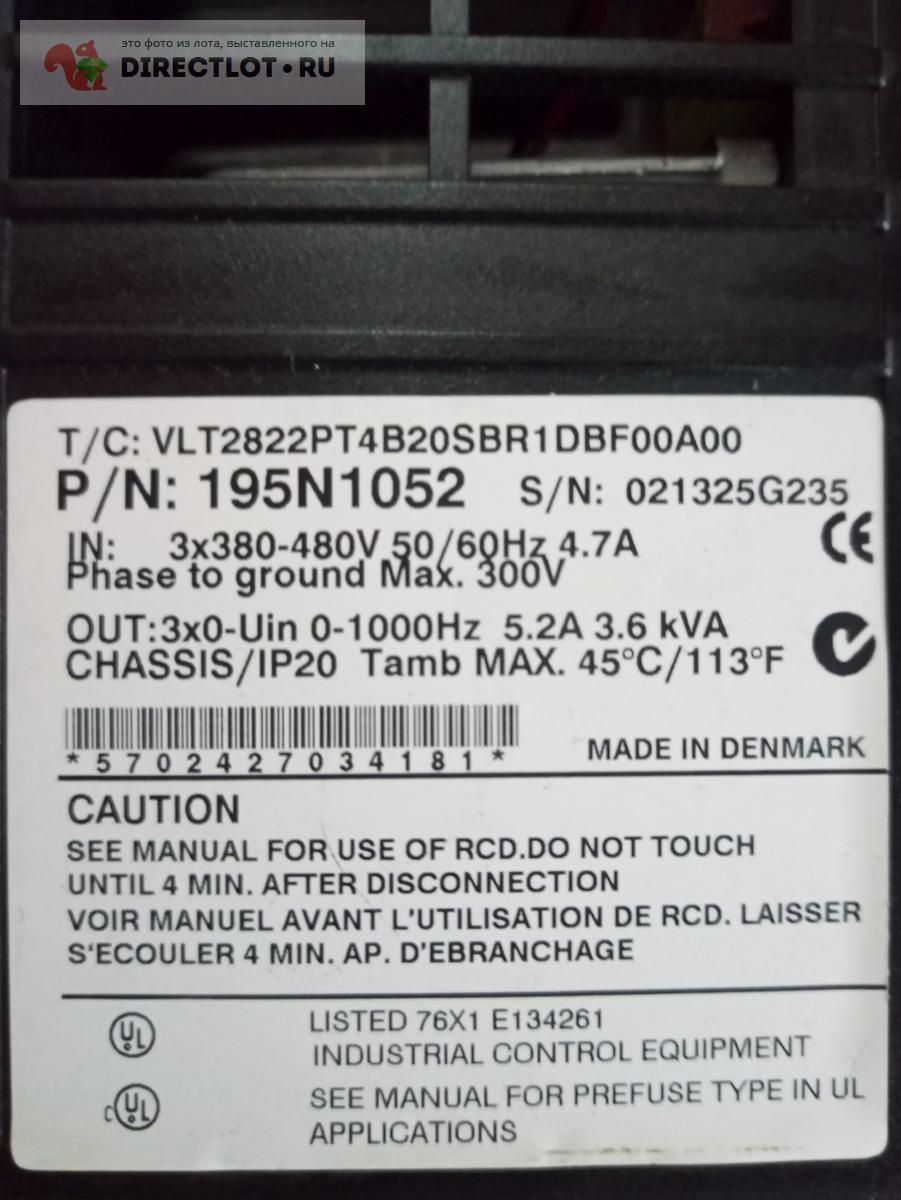 это фото из лота, выставленного на
DIRECTLOT•RU
T/C: VLT2822PT4B20SBR1DBF00A00
P/N: 195N1052 S/N: 021325G235
IN: 3x380-480V 50/60Hz 4.7A
Phase to ground Max. 300V
CE
OUT:3x0-Uin 0-1000Hz 5.2A 3.6 kVA
CHASSIS/IP20 Tamb MAX. 45°C/113°F
*5702427034181*
MADE IN DENMARK
CAUTION
SEE MANUAL FOR USE OF RCD.DO NOT TOUCH
UNTIL 4 MIN. AFTER DISCONNECTION
VOIR MANUEL AVANT L'UTILISATION DE RCD. LAISSER
S'ECOULER 4 MIN. AP. D'EBRANCHAGE
UL
LISTED 76X1 E134261
INDUSTRIAL CONTROL EQUIPMENT
c UL
SEE MANUAL FOR PREFUSE TYPE IN UL
APPLICATIONS